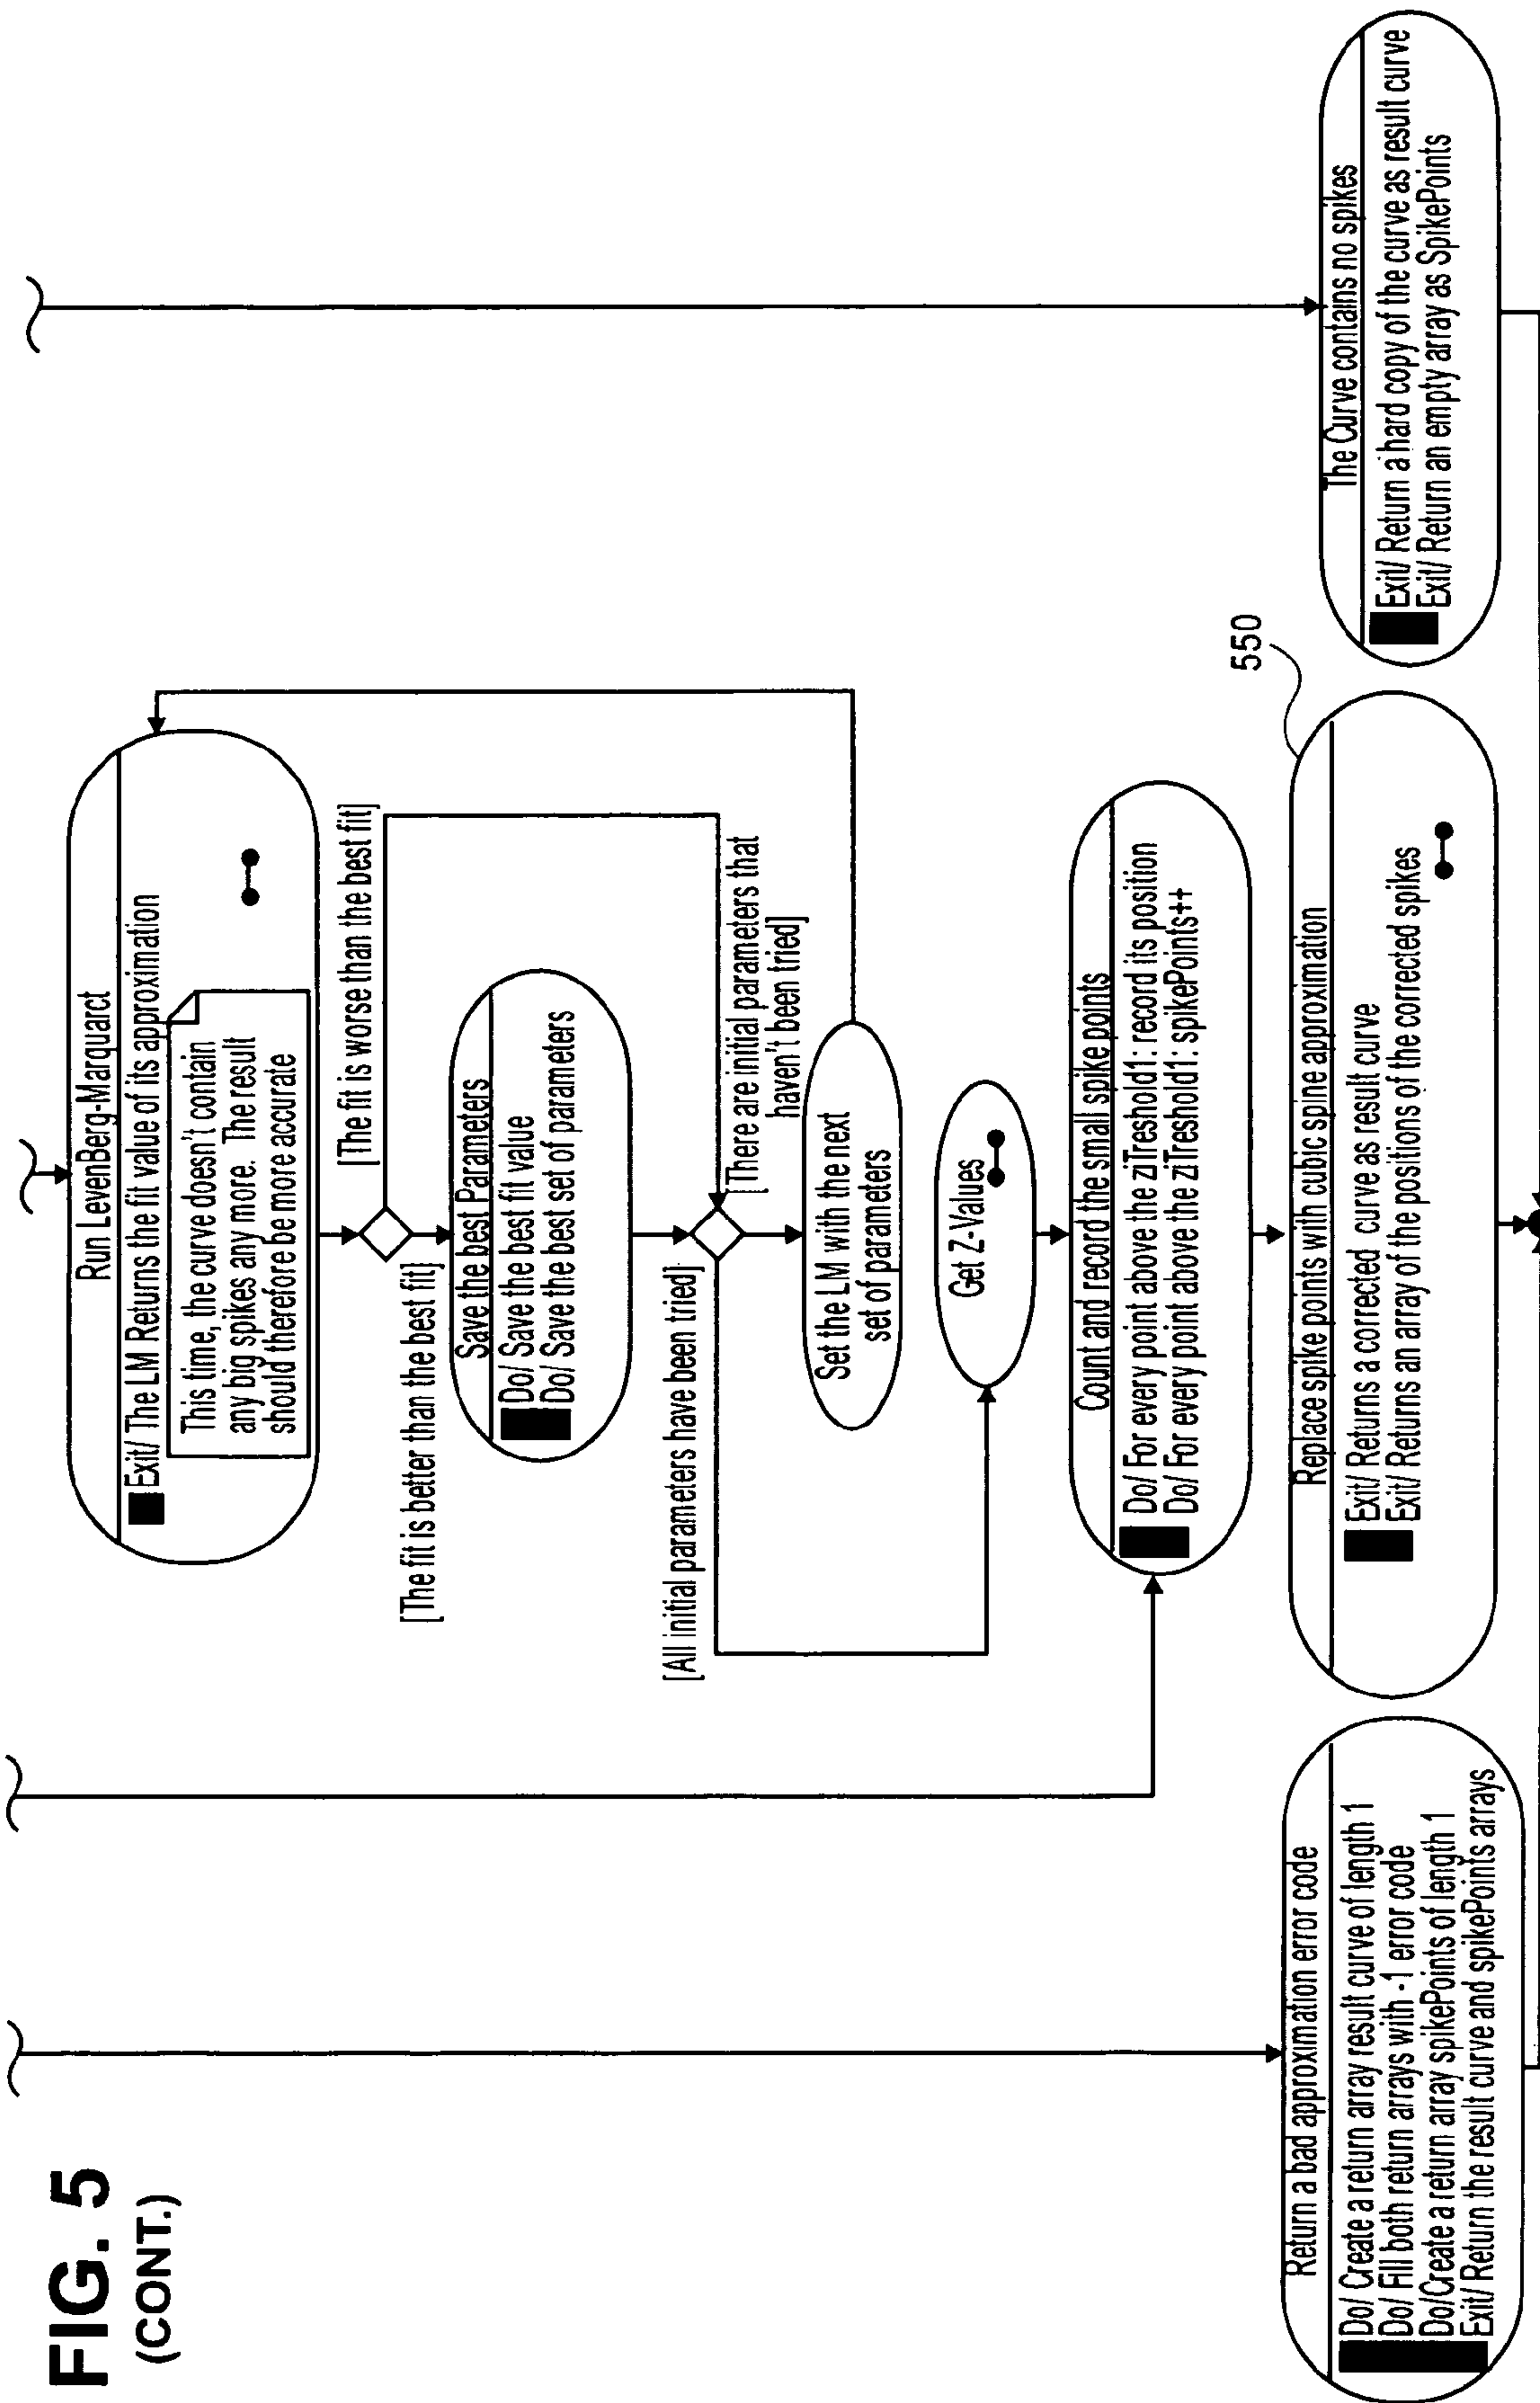 FIG. 5
(CONT.)
Run LevenBerg-Marquarct
Exit/ The LM Returns the fit value of its approximation
This time, the curve doesn't contain
any big spikes any more. The result
should therefore be more accurate
[The fit is worse than the best fit]
[The fit is better than the best fit]
Save the best Parameters
Do/ Save the best fit value
Do/ Save the best set of parameters
[There are initial parameters that
haven't been tried]
[All initial parameters have been tried]
Set the LM with the next
set of parameters
Get Z-Values
Count and record the small spike points
Do/ For every point above the ziTreshold1: record its position
Do/ For every point above the ziTreshold1: spikePoints++
550
Return a bad approximation error code
Do/ Create a return array result curve of length 1
Do/ Fill both return arrays with -1 error code
Do/Create a return array spikePoints of length 1
Exit/ Return the result curve and spikePoints arrays
Replace spike points with cubic spine approximation
Exit/ Returns a corrected curve as result curve
Exit/ Returns an array of the positions of the corrected spikes
The Curve contains no spikes
Exit/ Return a hard copy of the curve as result curve
Exit/ Return an empty array as SpikePoints